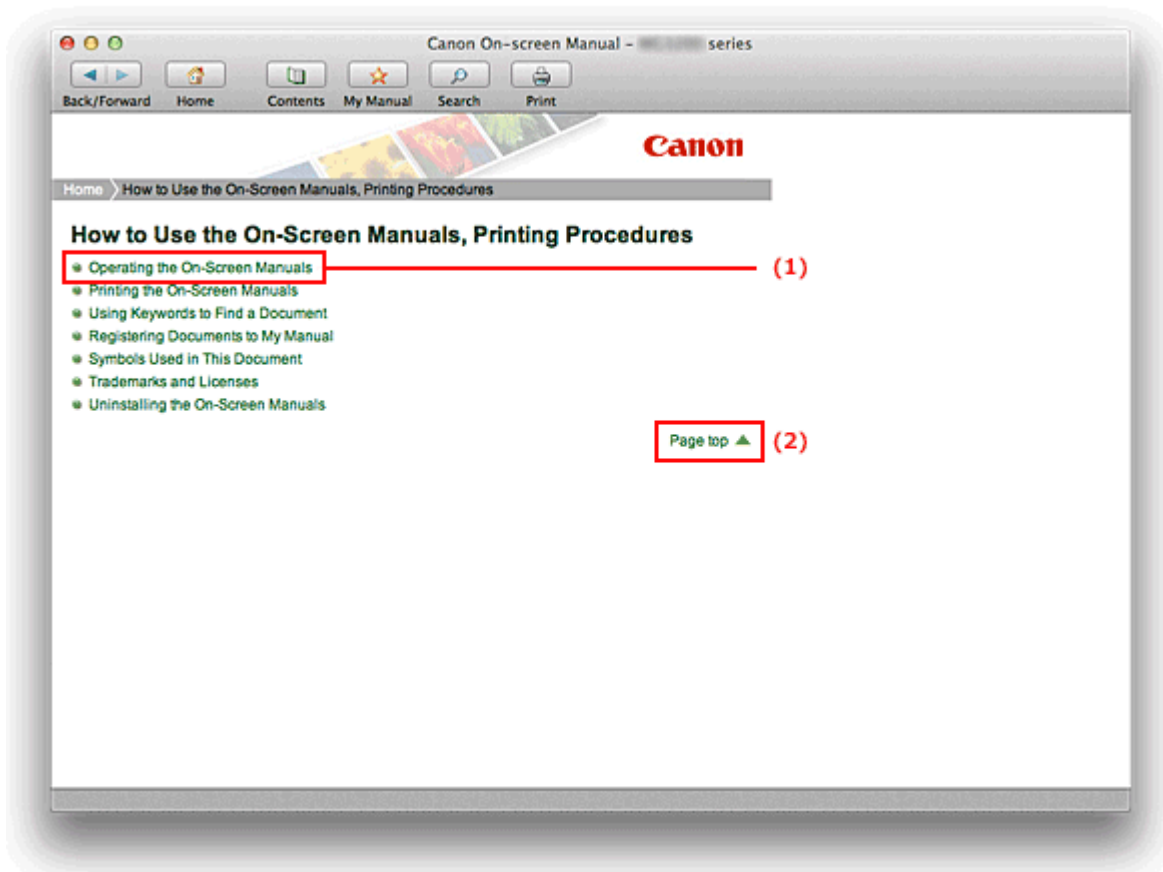 Canon On-screen Manual – series
Back/Forward Home Contents My Manual Search Print
Canon
Home How to Use the On-Screen Manuals, Printing Procedures
How to Use the On-Screen Manuals, Printing Procedures
Operating the On-Screen Manuals (1)
Printing the On-Screen Manuals
Using Keywords to Find a Document
Registering Documents to My Manual
Symbols Used in This Document
Trademarks and Licenses
Uninstalling the On-Screen Manuals
Page top (2)